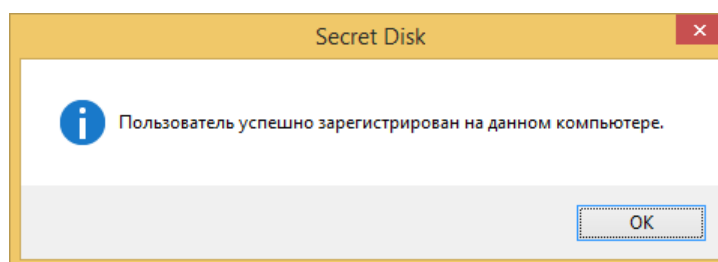 Secret Disk
Пользователь успешно зарегистрирован на данном компьютере.
OK